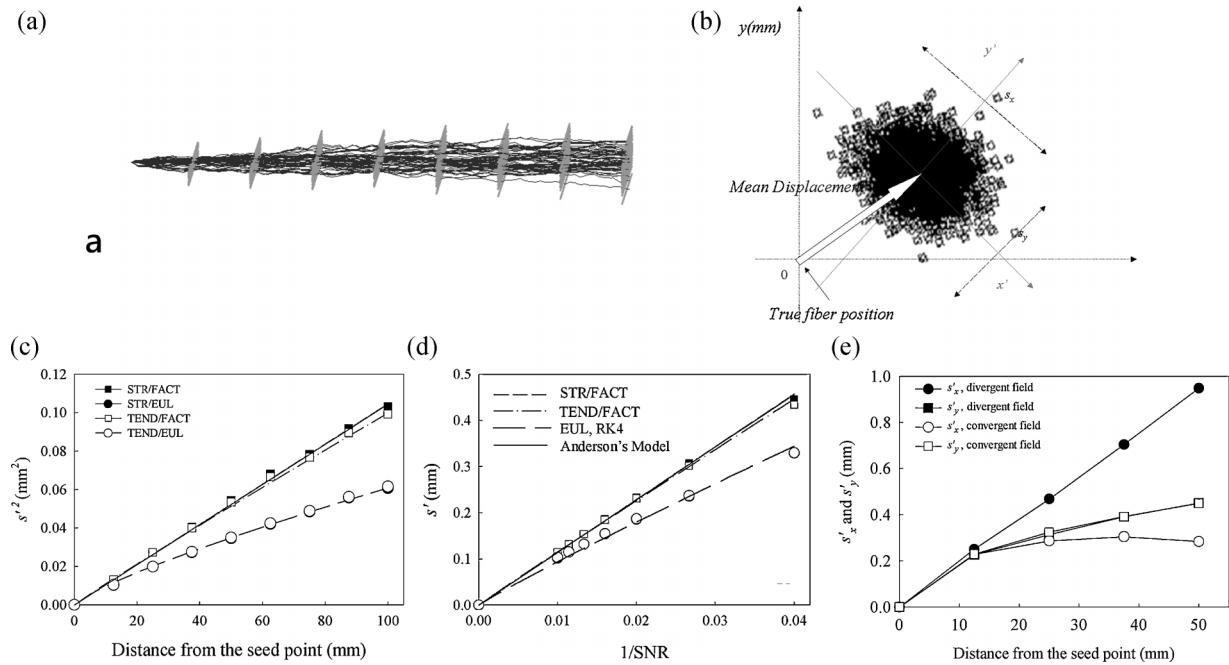 (a)
a
(b)
y(mm)
y'
s_x
Mean Displacement
s_y
0
x'
True fiber position
(c)
0.12
0.10
0.08
0.06
0.04
0.02
0.00
s'^2 (mm^2)
STR/FACT
STR/EUL
TEND/FACT
TEND/EUL
0 20 40 60 80 100
Distance from the seed point (mm)
(d)
0.5
0.4
0.3
0.2
0.1
0.0
s' (mm)
STR/FACT
TEND/FACT
EUL, RK4
Anderson's Model
0.00 0.01 0.02 0.03 0.04
1/SNR
(e)
1.0
0.8
0.6
0.4
0.2
0.0
s'_x and s'_y (mm)
s'_x, divergent field
s'_y, divergent field
s'_x, convergent field
s'_y, convergent field
0 10 20 30 40 50
Distance from the seed point (mm)